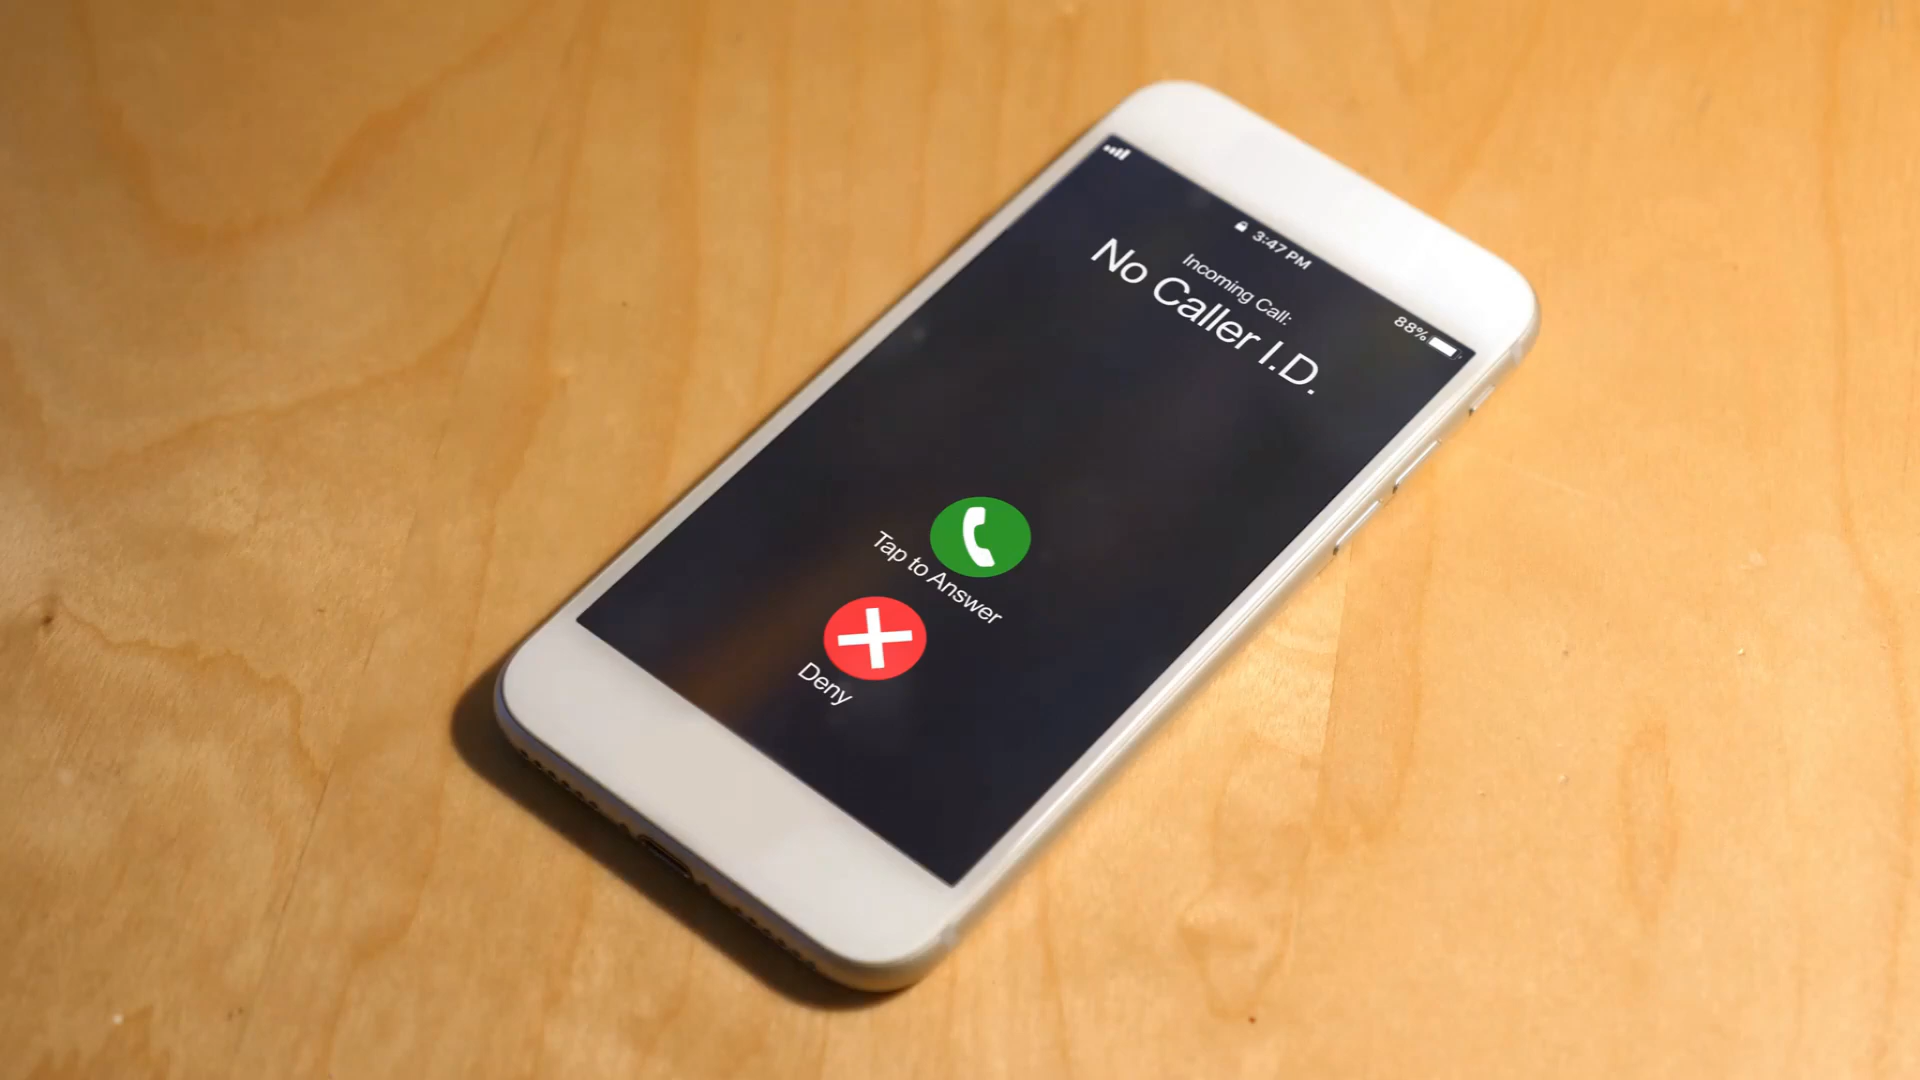 3:47 PM
88%
Incoming Call:
No Caller I.D.
Tap to Answer
Deny